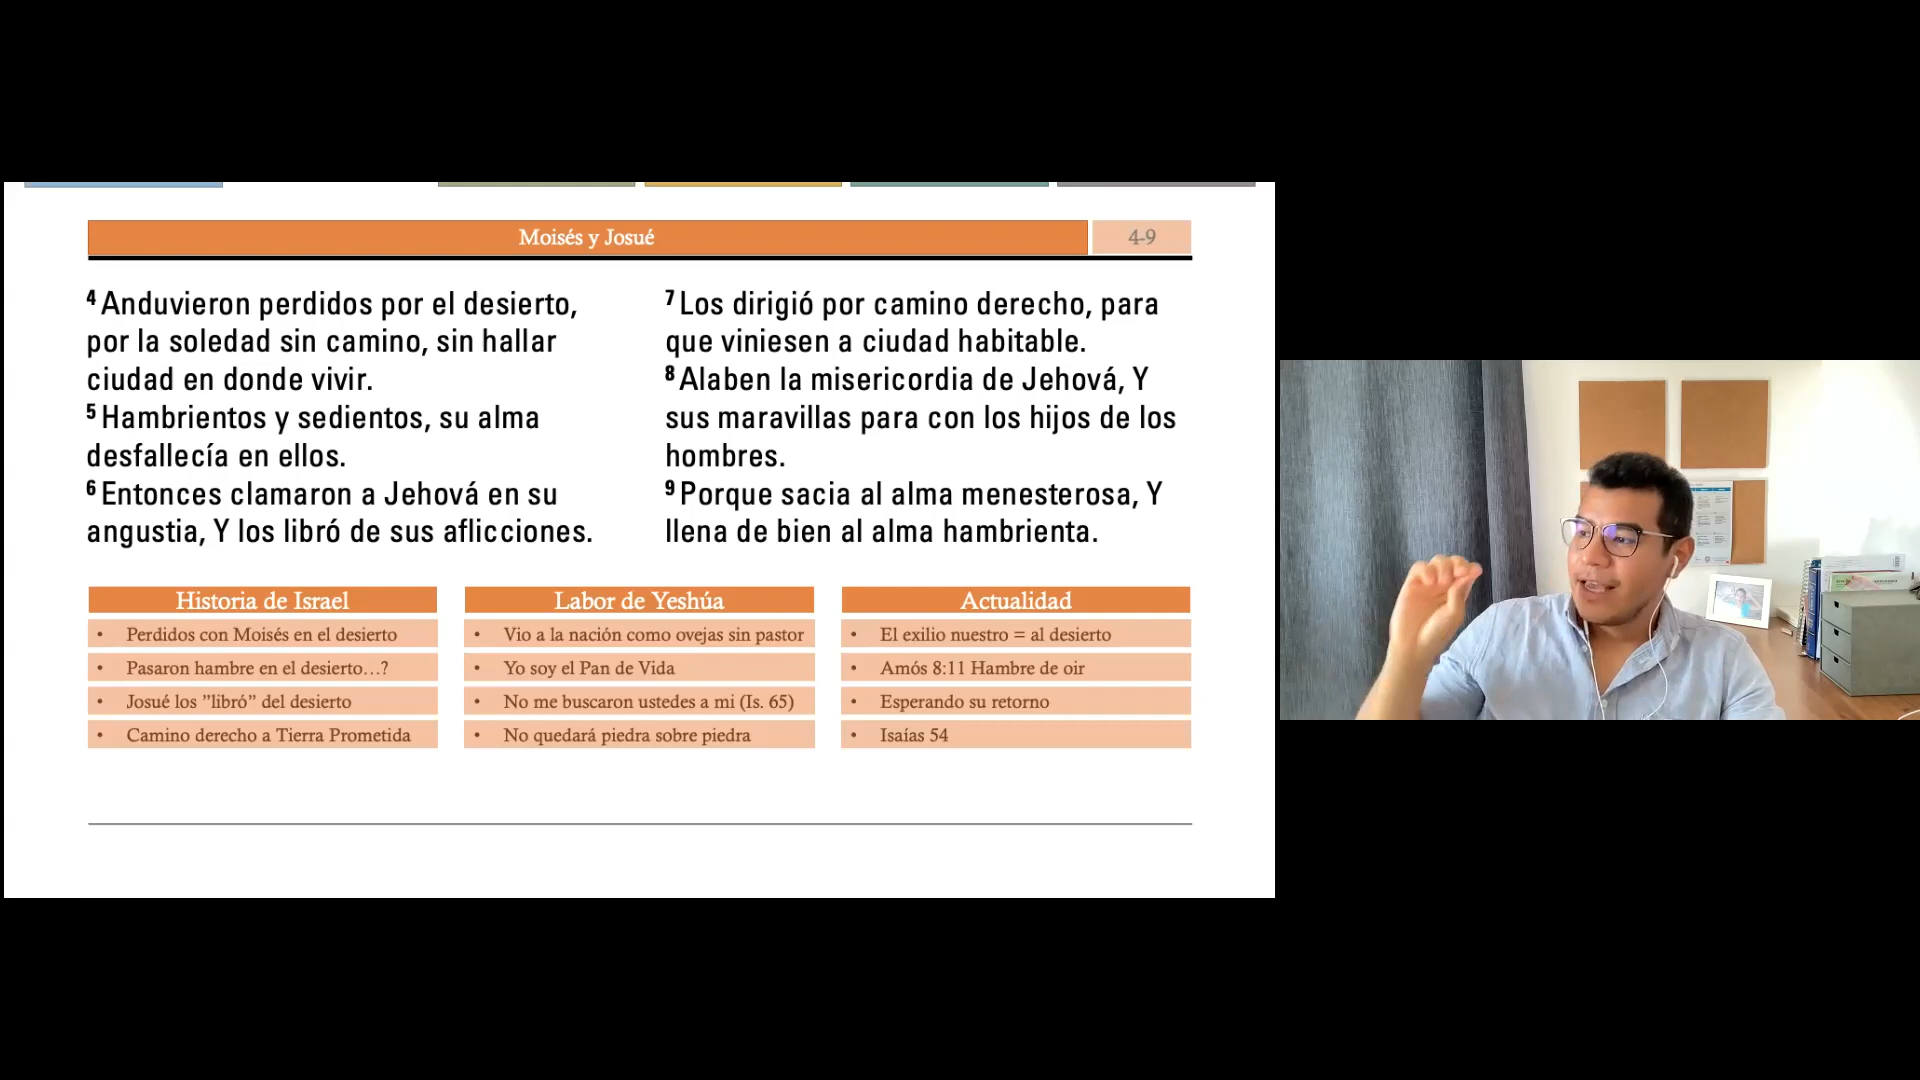 Moisés y Josué
4-9
4 Anduvieron perdidos por el desierto,
por la soledad sin camino, sin hallar
ciudad en donde vivir.
5 Hambrientos y sedientos, su alma
desfallecía en ellos.
6 Entonces clamaron a Jehová en su
angustia, Y los libró de sus aflicciones.
7 Los dirigió por camino derecho, para
que viniesen a ciudad habitable.
8 Alaben la misericordia de Jehová, Y
sus maravillas para con los hijos de los
hombres.
9 Porque sacia al alma menesterosa, Y
llena de bien al alma hambrienta.
Historia de Israel
• Perdidos con Moisés en el desierto
• Pasaron hambre en el desierto…?
• Josué los ”libró” del desierto
• Camino derecho a Tierra Prometida
Labor de Yeshúa
• Vio a la nación como ovejas sin pastor
• Yo soy el Pan de Vida
• No me buscaron ustedes a mi (Is. 65)
• No quedará piedra sobre piedra
Actualidad
• El exilio nuestro = al desierto
• Amós 8:11 Hambre de oir
• Esperando su retorno
• Isaías 54